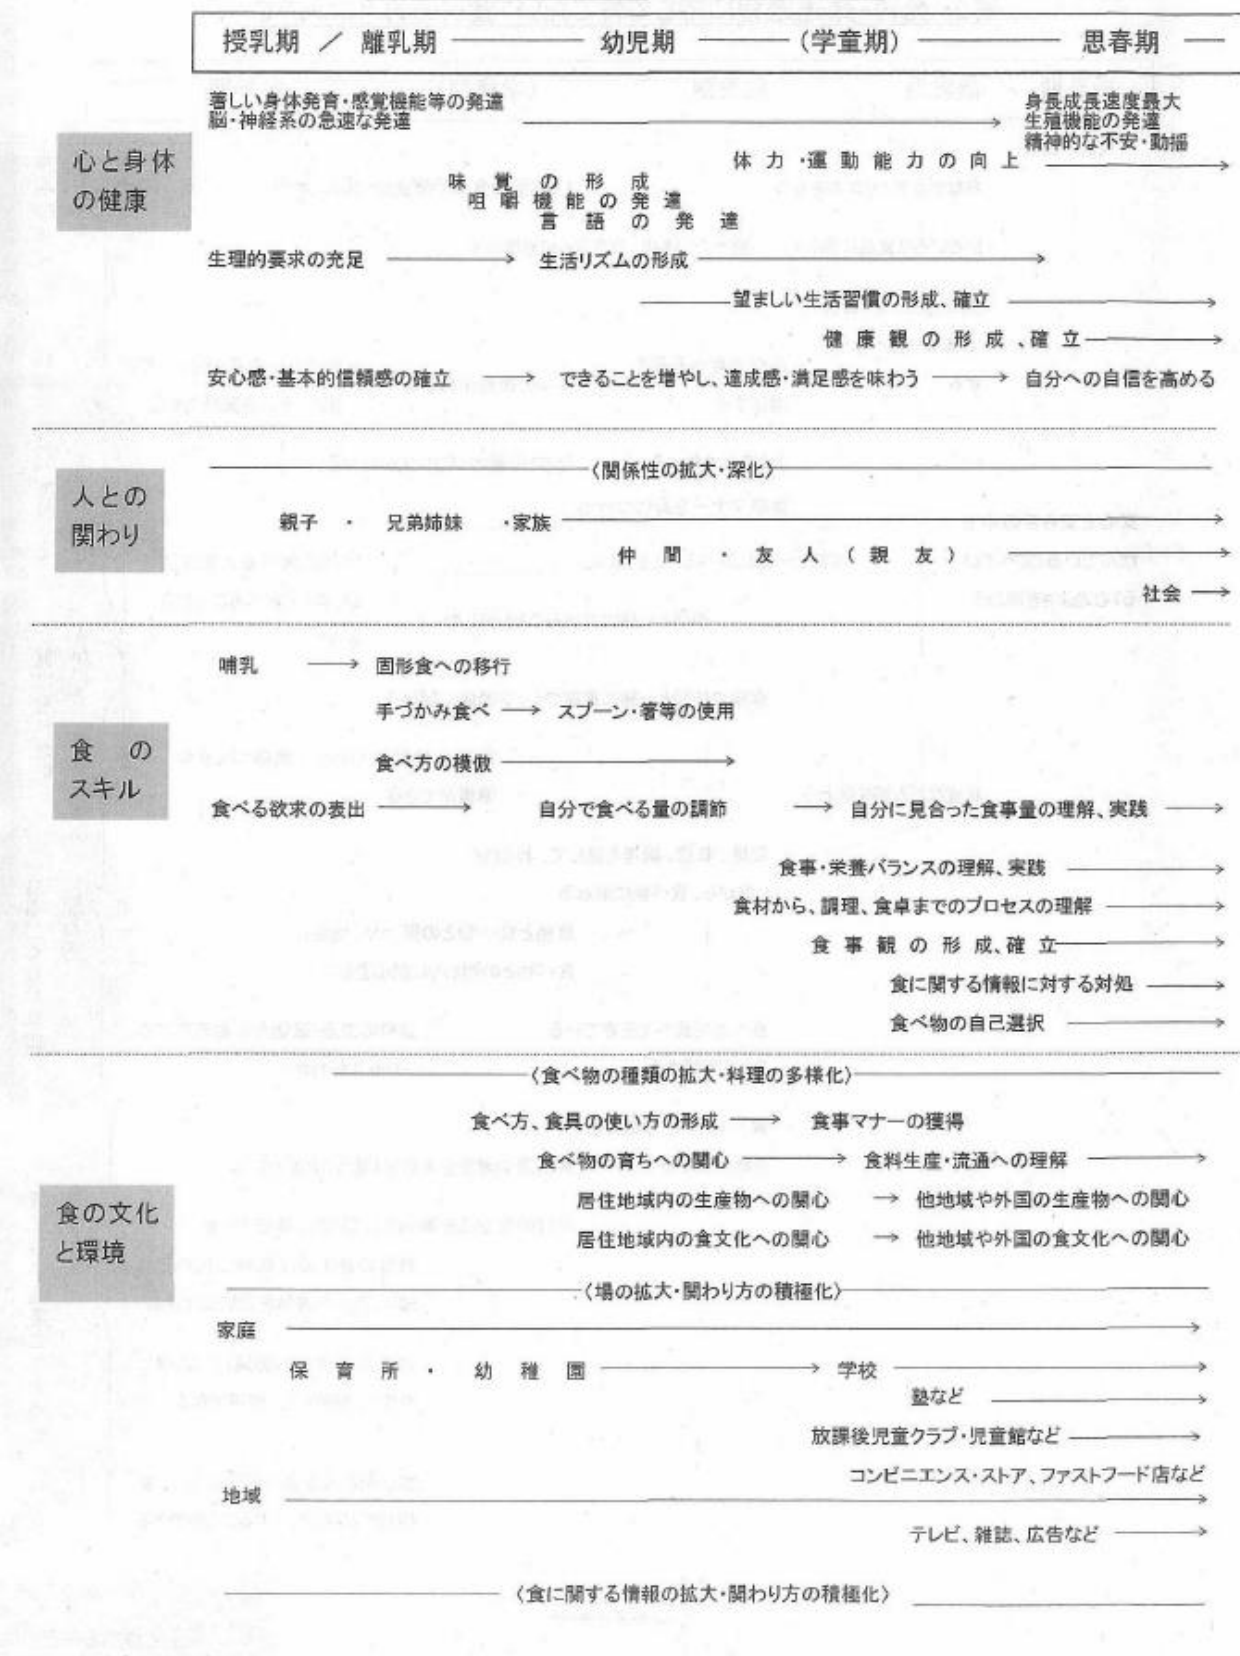 授乳期 / 離乳期 ― 幼児期 ― (学童期) ― 思春期 ―
心と身体
の健康
著しい身体発育・感覚機能等の発達
脳・神経系の急速な発達 →
身長成長速度最大
生殖機能の発達
精神的な不安・動揺
体力・運動能力の向上 →
味覚の形成
咀嚼機能の発達
言語の発達
生理的要求の充足 → 生活リズムの形成 →
望ましい生活習慣の形成、確立 →
健康観の形成、確立 →
安心感・基本的信頼感の確立 → できることを増やし、達成感・満足感を味わう → 自分への自信を高める
人との
関わり
〈関係性の拡大・深化〉
親子 ・ 兄弟姉妹 ・家族 →
仲間・友人(親友) →
社会 →
食の
スキル
哺乳 → 固形食への移行
手づかみ食べ → スプーン・箸等の使用
食べ方の模倣 →
食べる欲求の表出 → 自分で食べる量の調節 → 自分に見合った食事量の理解、実践 →
食事・栄養バランスの理解、実践 →
食材から、調理、食卓までのプロセスの理解 →
食事観の形成、確立 →
食に関する情報に対する対処 →
食べ物の自己選択 →
食の文化
と環境
〈食べ物の種類の拡大・料理の多様化〉
食べ方、食具の使い方の形成 → 食事マナーの獲得
食べ物の育ちへの関心 → 食料生産・流通への理解 →
居住地域内の生産物への関心 → 他地域や外国の生産物への関心
居住地域内の食文化への関心 → 他地域や外国の食文化への関心
〈場の拡大・関わり方の積極化〉
家庭 →
保育所・幼稚園 → 学校 →
塾など →
放課後児童クラブ・児童館など →
コンビニエンス・ストア、ファストフード店など
地域 →
テレビ、雑誌、広告など →
〈食に関する情報の拡大・関わり方の積極化〉